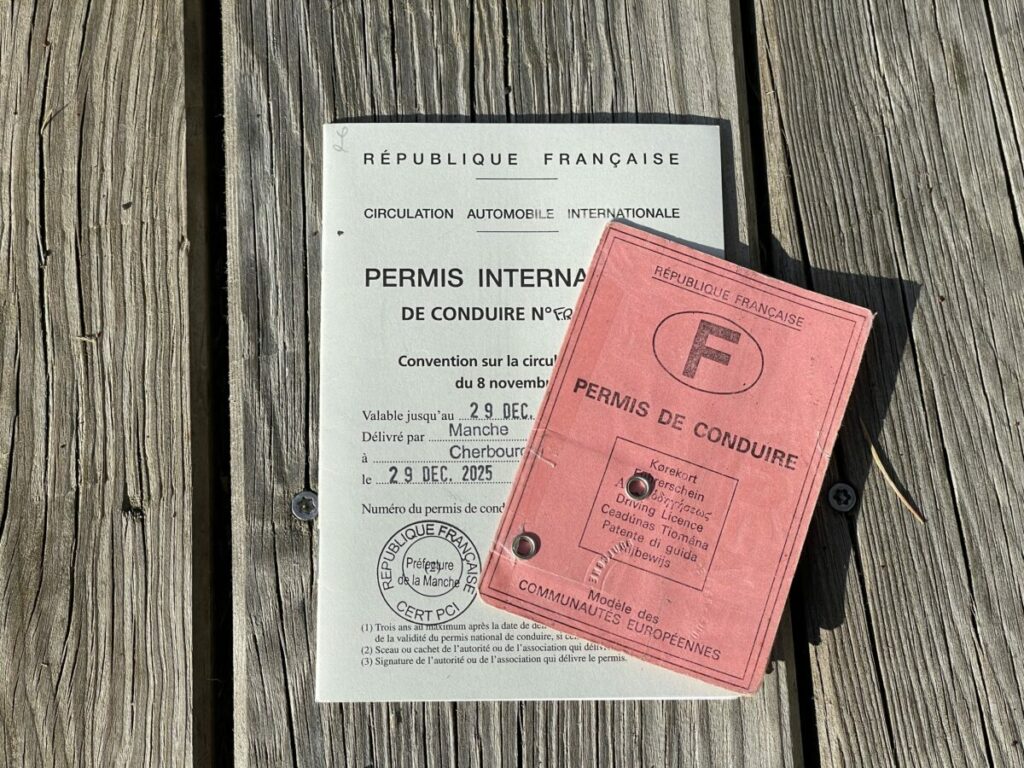 RÉPUBLIQUE FRANÇAISE
CIRCULATION AUTOMOBILE INTERNATIONALE
PERMIS INTERNA
DE CONDUIRE N° FR
Convention sur la circul
du 8 novemb
Valable jusqu'au 29 DEC.
Délivré par Manche
à Cherbourg
le 29 DEC. 2025
Numéro du permis de cond
RÉPUBLIQUE FRANÇAISE
Préfecture
de la Manche
CERT PCI
(1) Trois ans au maximum après la date de dé
de la validité du permis national de conduire, si ce
(2) Sceau ou cachet de l'autorité ou de l'association qui déliv
(3) Signature de l'autorité ou de l'association qui délivre le permis.
RÉPUBLIQUE FRANÇAISE
F
PERMIS DE CONDUIRE
Kørekort
Führerschein
Driving Licence
Ceadúnas Tiomána
Patente di guida
Rijbewijs
Modèle des
COMMUNAUTÉS EUROPÉENNES